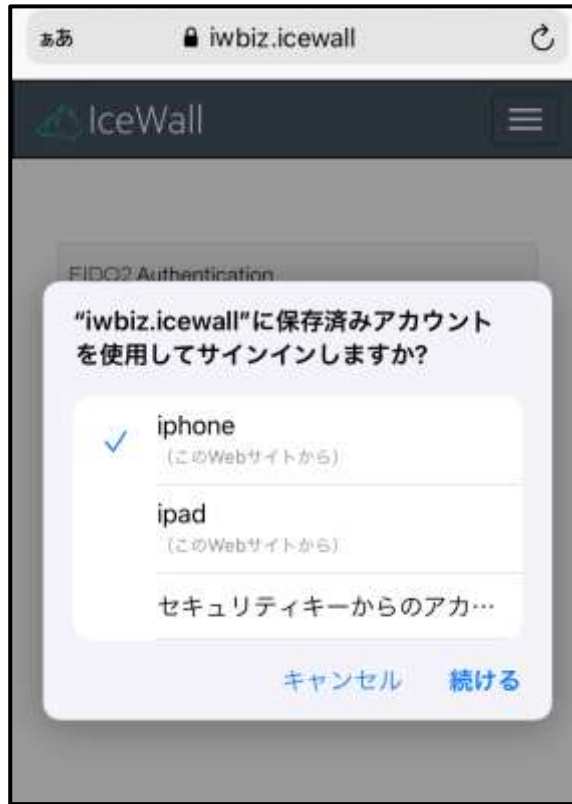 ぁあ iwbiz.icewall
IceWall
FIDO2 Authentication
“iwbiz.icewall”に保存済みアカウント
を使用してサインインしますか?
iphone
(このWebサイトから)
ipad
(このWebサイトから)
セキュリティキーからのアカ…
キャンセル 続ける